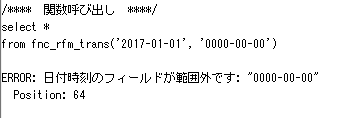 /****  関数呼び出し  ****/
select *
from fnc_rfm_trans('2017-01-01', '0000-00-00')
ERROR: 日付時刻のフィールドが範囲外です: "0000-00-00"
  Position: 64